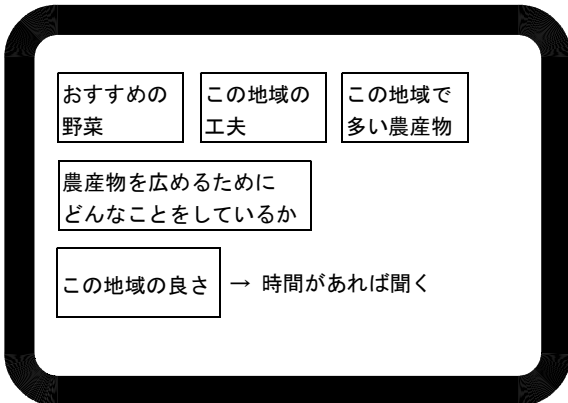 おすすめの
野菜
この地域の
工夫
この地域で
多い農産物
農産物を広めるために
どんなことをしているか
この地域の良さ → 時間があれば聞く